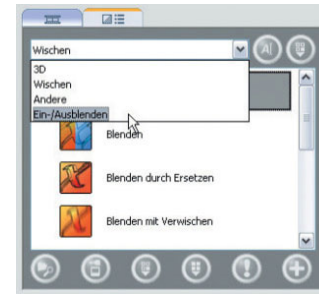 Wischen
3D
Wischen
Andere
Ein-/Ausblenden
Blenden
Blenden durch Ersetzen
Blenden mit Verwischen